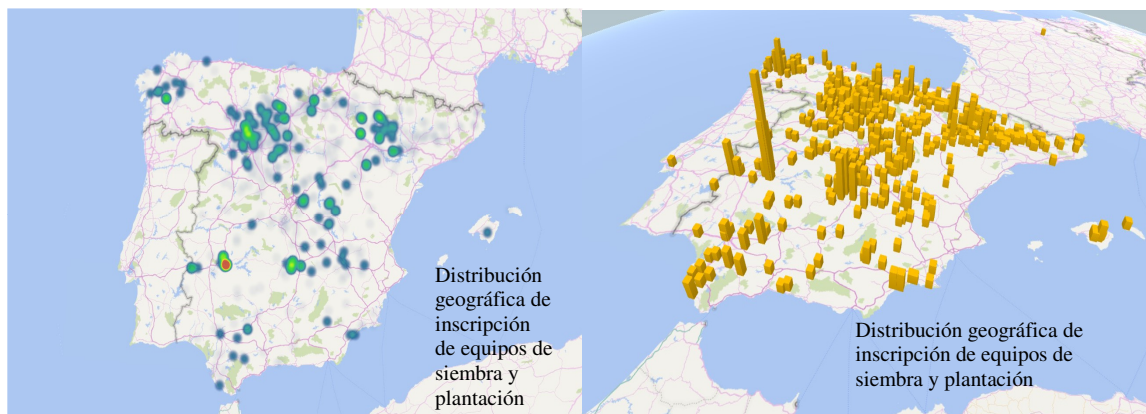 Distribución
geográfica de
inscripción
de equipos de
siembra y
plantación
Distribución geográfica de
inscripción de equipos de
siembra y plantación